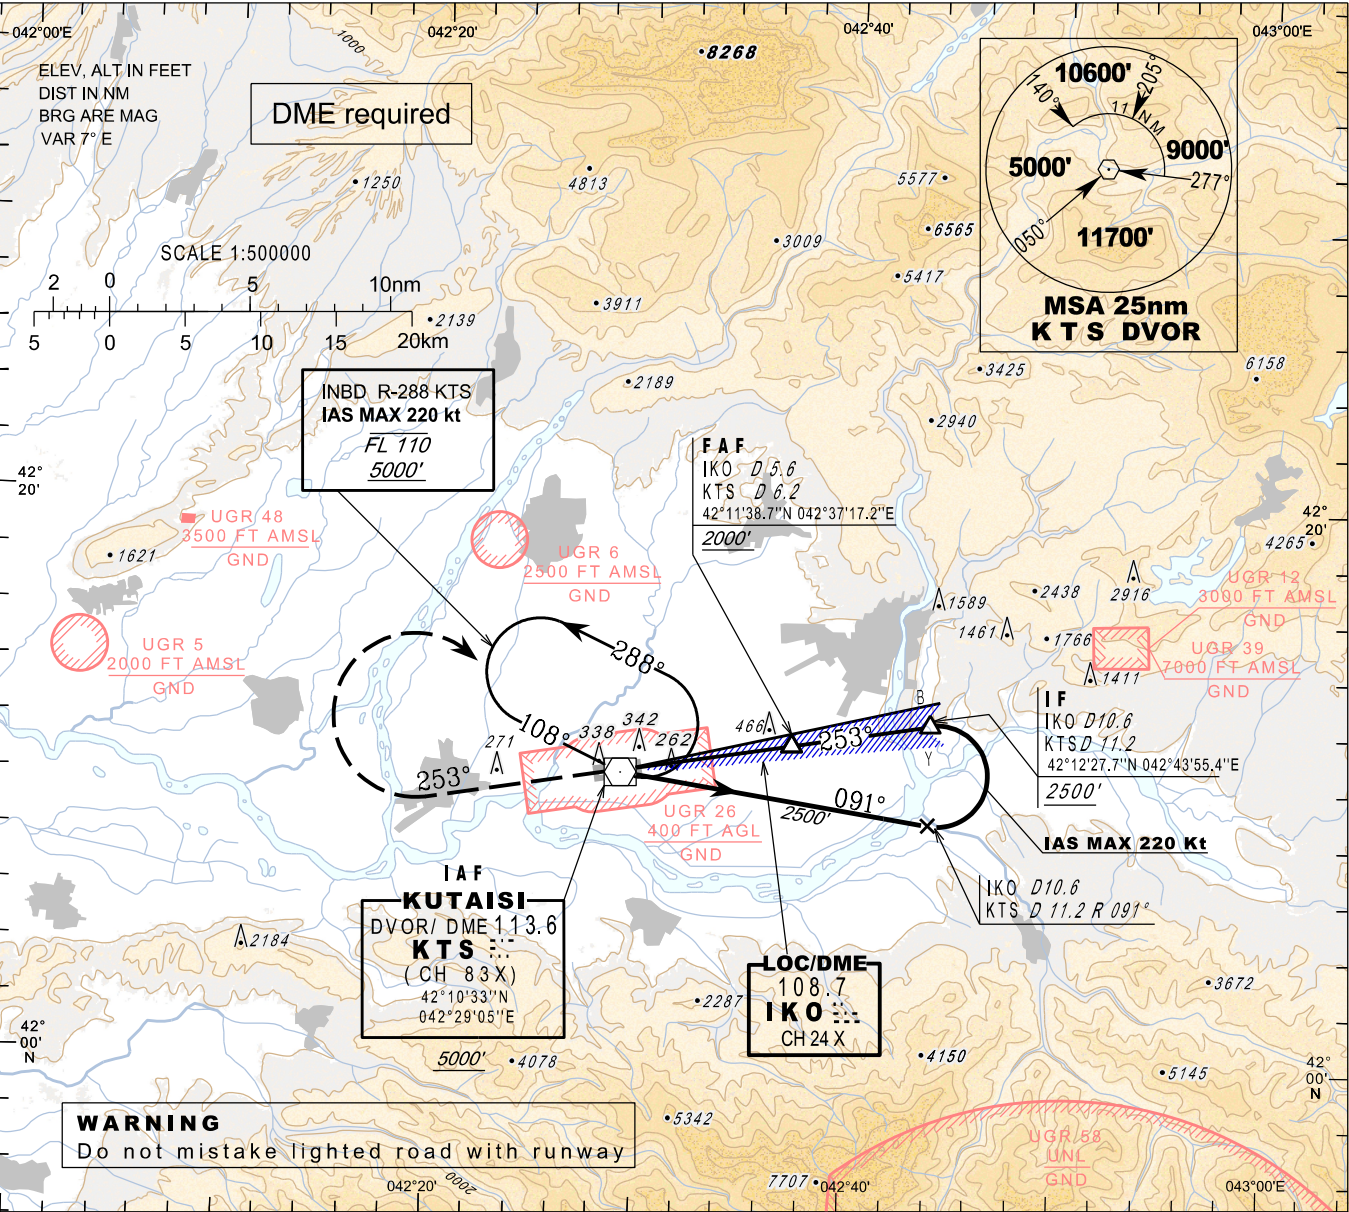 042°00'E
042°20'
042°40'
043°00'E
ELEV, ALT IN FEET
DIST IN NM
BRG ARE MAG
VAR 7° E
DME required
1000
8268
1250
4813
5577
6565
3009
5417
3911
2139
2189
3425
2940
6158
SCALE 1:500000
2 0 5 10nm
5 0 5 10 15 20km
10600'
140°
205°
11 NM
5000'
9000'
277°
050°
11700'
MSA 25nm
KTS DVOR
INBD R-288 KTS
IAS MAX 220 kt
FL 110
5000'
FAF
IKO D 5.6
KTS D 6.2
42°11'38.7"N 042°37'17.2"E
2000'
42°
20'
42°
20'
4265
UGR 48
3500 FT AMSL
GND
1621
UGR 6
2500 FT AMSL
GND
UGR 5
2000 FT AMSL
GND
1589
1461
2438
2916
1766
1411
UGR 12
3000 FT AMSL
GND
UGR 39
7000 FT AMSL
GND
288°
108°
253°
271
338
342
262
466
253°
B
Y
091°
2500'
IF
IKO D10.6
KTSD 11.2
42°12'27.7"N 042°43'55.4"E
2500'
UGR 26
400 FT AGL
GND
IAS MAX 220 Kt
IKO D10.6
KTS D 11.2 R 091°
IAF
KUTAISI
DVOR/ DME 113.6
KTS
(CH 83X)
42°10'33"N
042°29'05"E
5000'
LOC/DME
108.7
IKO
CH 24 X
2184
2287
3672
4078
4150
5145
5342
7707
42°
00'
N
42°
00'
N
UGR 58
UNL
GND
WARNING
Do not mistake lighted road with runway
2000
042°20'
042°40'
043°00'E